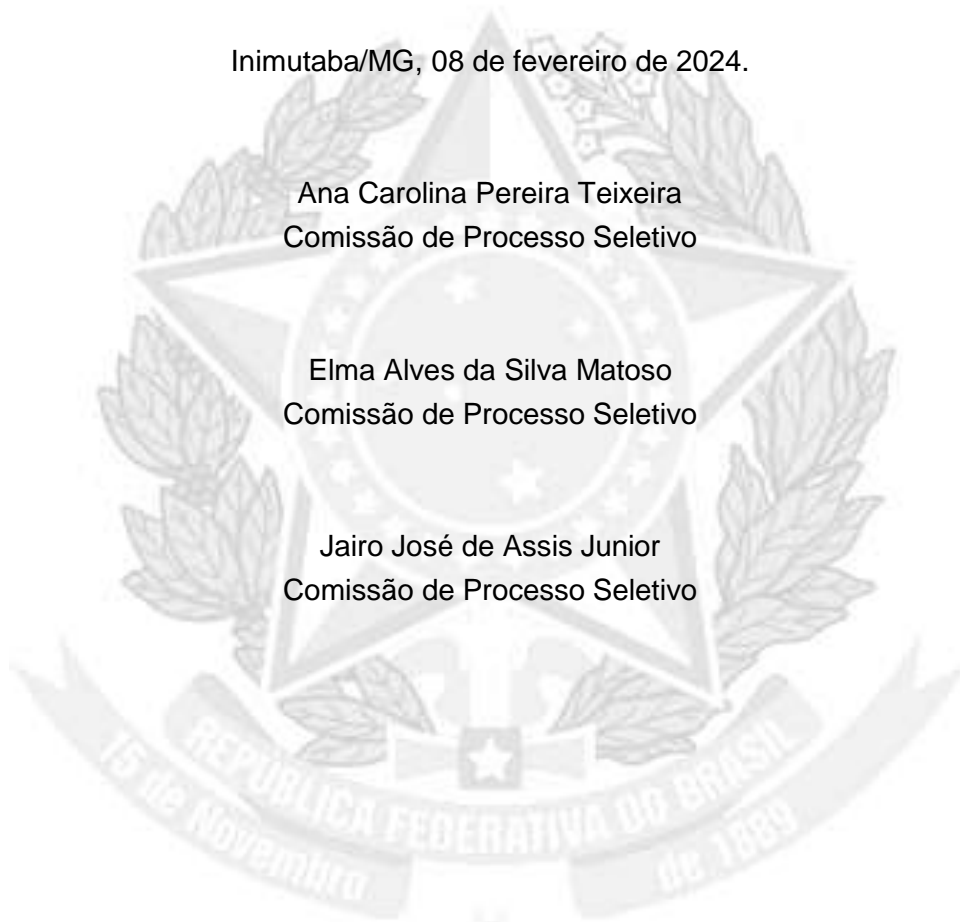 Inimutaba/MG, 08 de fevereiro de 2024.
Ana Carolina Pereira Teixeira
Comissão de Processo Seletivo
Elma Alves da Silva Matoso
Comissão de Processo Seletivo
Jairo José de Assis Junior
Comissão de Processo Seletivo
REPÚBLICA FEDERATIVA DO BRASIL
15 de Novembro
de 1889